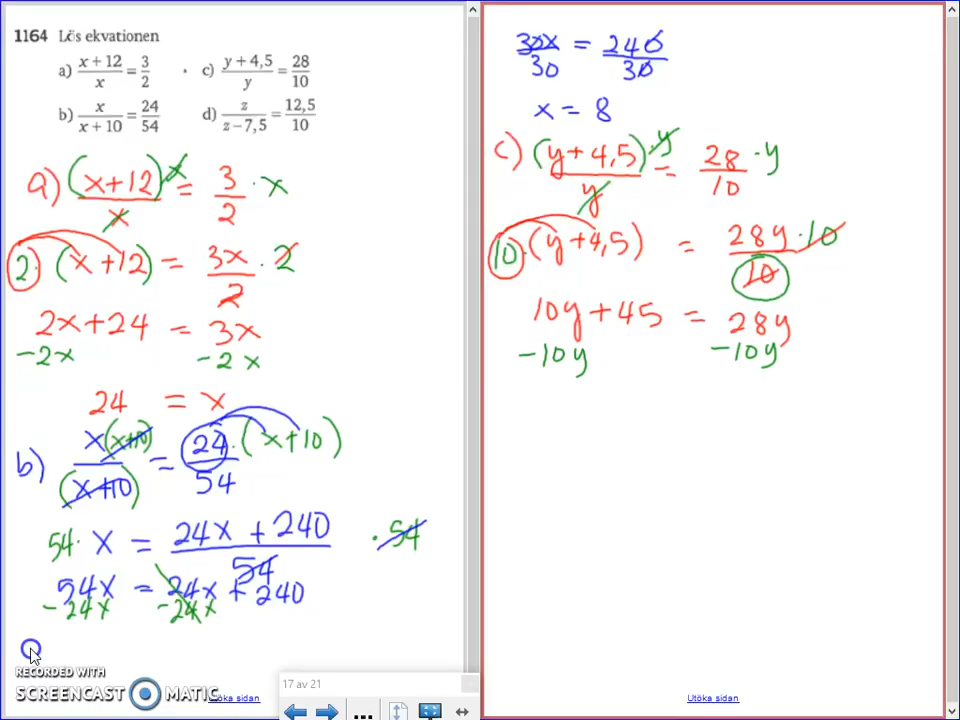 1164 Lös ekvationen
a) x + 12 / x = 3 / 2
c) y + 4,5 / y = 28 / 10
b) x / x + 10 = 24 / 54
d) z / z − 7,5 = 12,5 / 10
a) (x+12)·x / x = 3 / 2 · x
2·(x+12) = 3x / 2 · 2
2x+24 = 3x
-2x -2x
24 = x
b) x(x+10) / (x+10) = 24 / 54 · (x+10)
54· x = 24x + 240 / 54 · 54
54x = 24x + 240
-24x -24x
RECORDED WITH
SCREENCAST MATIC
Utöka sidan
17 av 21
30x / 30 = 240 / 30
x = 8
c) (y+4,5)·y / y = 28 / 10 · y
10·(y+4,5) = 28y·10 / 10
10y+45 = 28y
-10y -10y
Utöka sidan